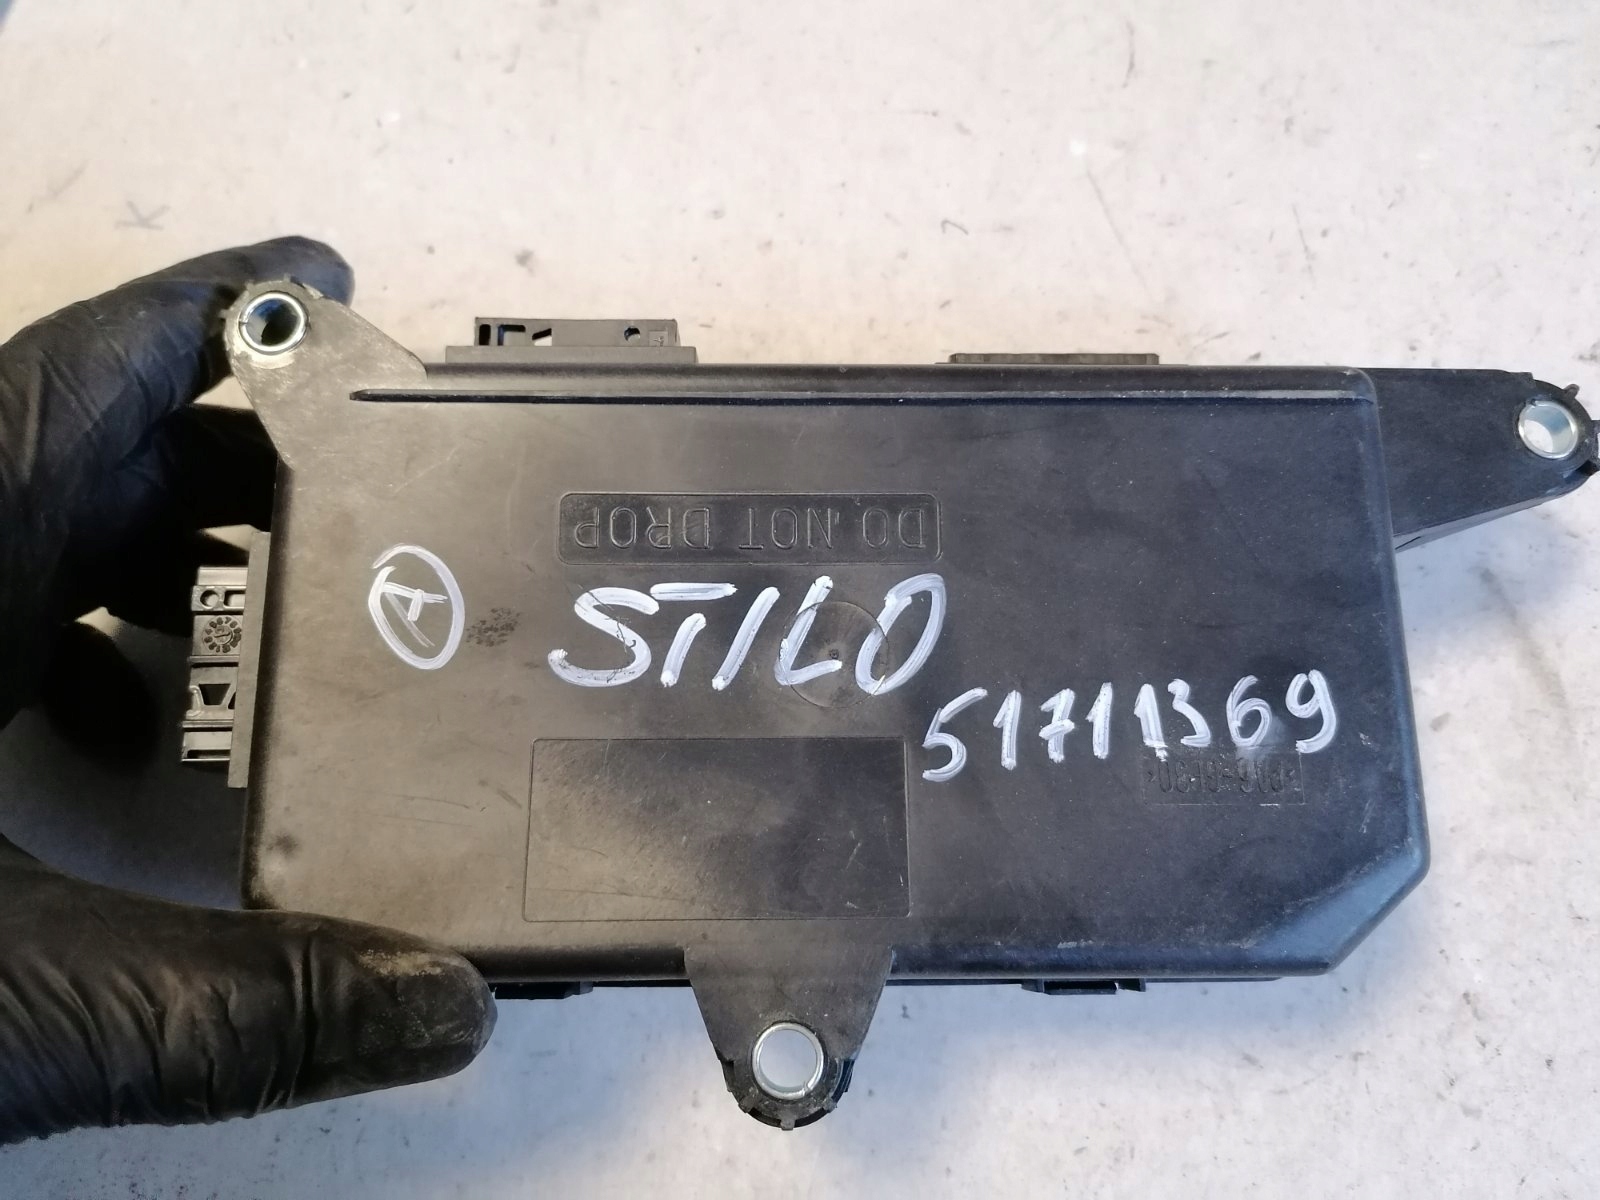 DO NOT DROP
A
STILO
51711369